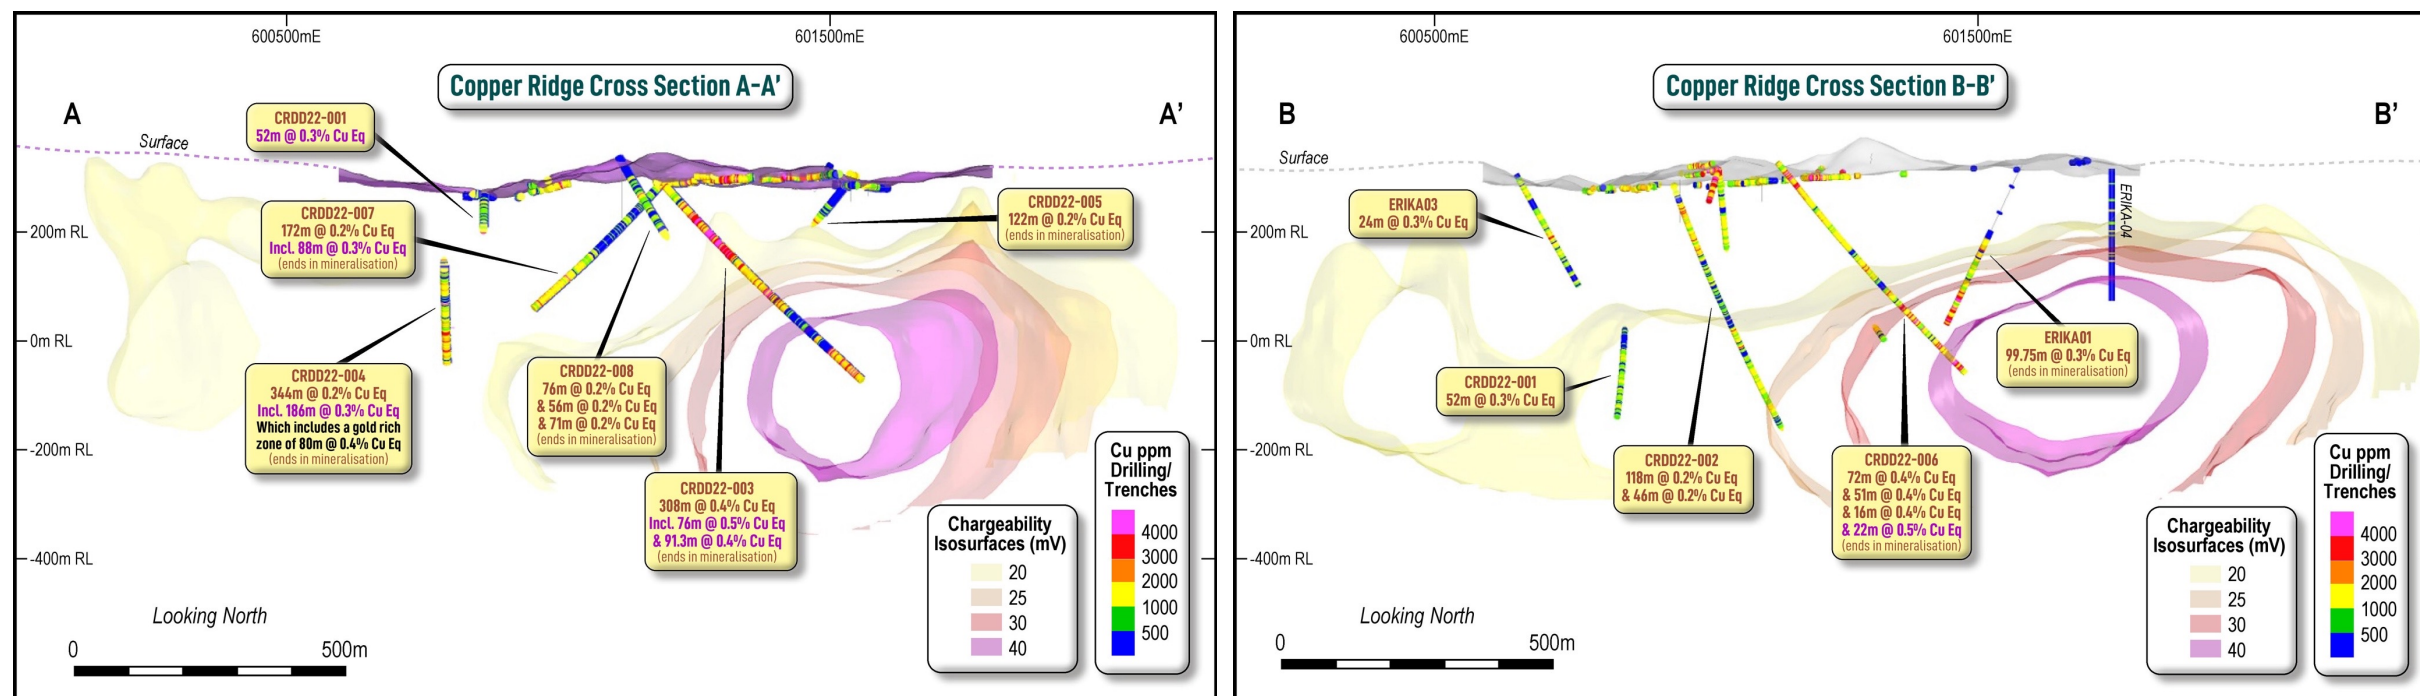 600500mE
601500mE
Copper Ridge Cross Section A-A'
A
A'
Surface
CRDD22-001
52m @ 0.3% Cu Eq
CRDD22-007
172m @ 0.2% Cu Eq
Incl. 88m @ 0.3% Cu Eq
(ends in mineralisation)
CRDD22-005
122m @ 0.2% Cu Eq
(ends in mineralisation)
200m RL
0m RL
-200m RL
-400m RL
CRDD22-004
344m @ 0.2% Cu Eq
Incl. 186m @ 0.3% Cu Eq
Which includes a gold rich
zone of 80m @ 0.4% Cu Eq
(ends in mineralisation)
CRDD22-008
76m @ 0.2% Cu Eq
& 56m @ 0.2% Cu Eq
& 71m @ 0.2% Cu Eq
(ends in mineralisation)
CRDD22-003
308m @ 0.4% Cu Eq
Incl. 76m @ 0.5% Cu Eq
& 91.3m @ 0.4% Cu Eq
(ends in mineralisation)
Looking North
0
500m
Chargeability
Isosurfaces (mV)
20
25
30
40
Cu ppm
Drilling/
Trenches
4000
3000
2000
1000
500
600500mE
601500mE
Copper Ridge Cross Section B-B'
B
B'
Surface
ERIKA03
24m @ 0.3% Cu Eq
ERIKA-04
200m RL
0m RL
-200m RL
-400m RL
ERIKA01
99.75m @ 0.3% Cu Eq
(ends in mineralisation)
CRDD22-001
52m @ 0.3% Cu Eq
CRDD22-002
118m @ 0.2% Cu Eq
& 46m @ 0.2% Cu Eq
CRDD22-006
72m @ 0.4% Cu Eq
& 51m @ 0.4% Cu Eq
& 16m @ 0.4% Cu Eq
& 22m @ 0.5% Cu Eq
(ends in mineralisation)
Looking North
0
500m
Chargeability
Isosurfaces (mV)
20
25
30
40
Cu ppm
Drilling/
Trenches
4000
3000
2000
1000
500